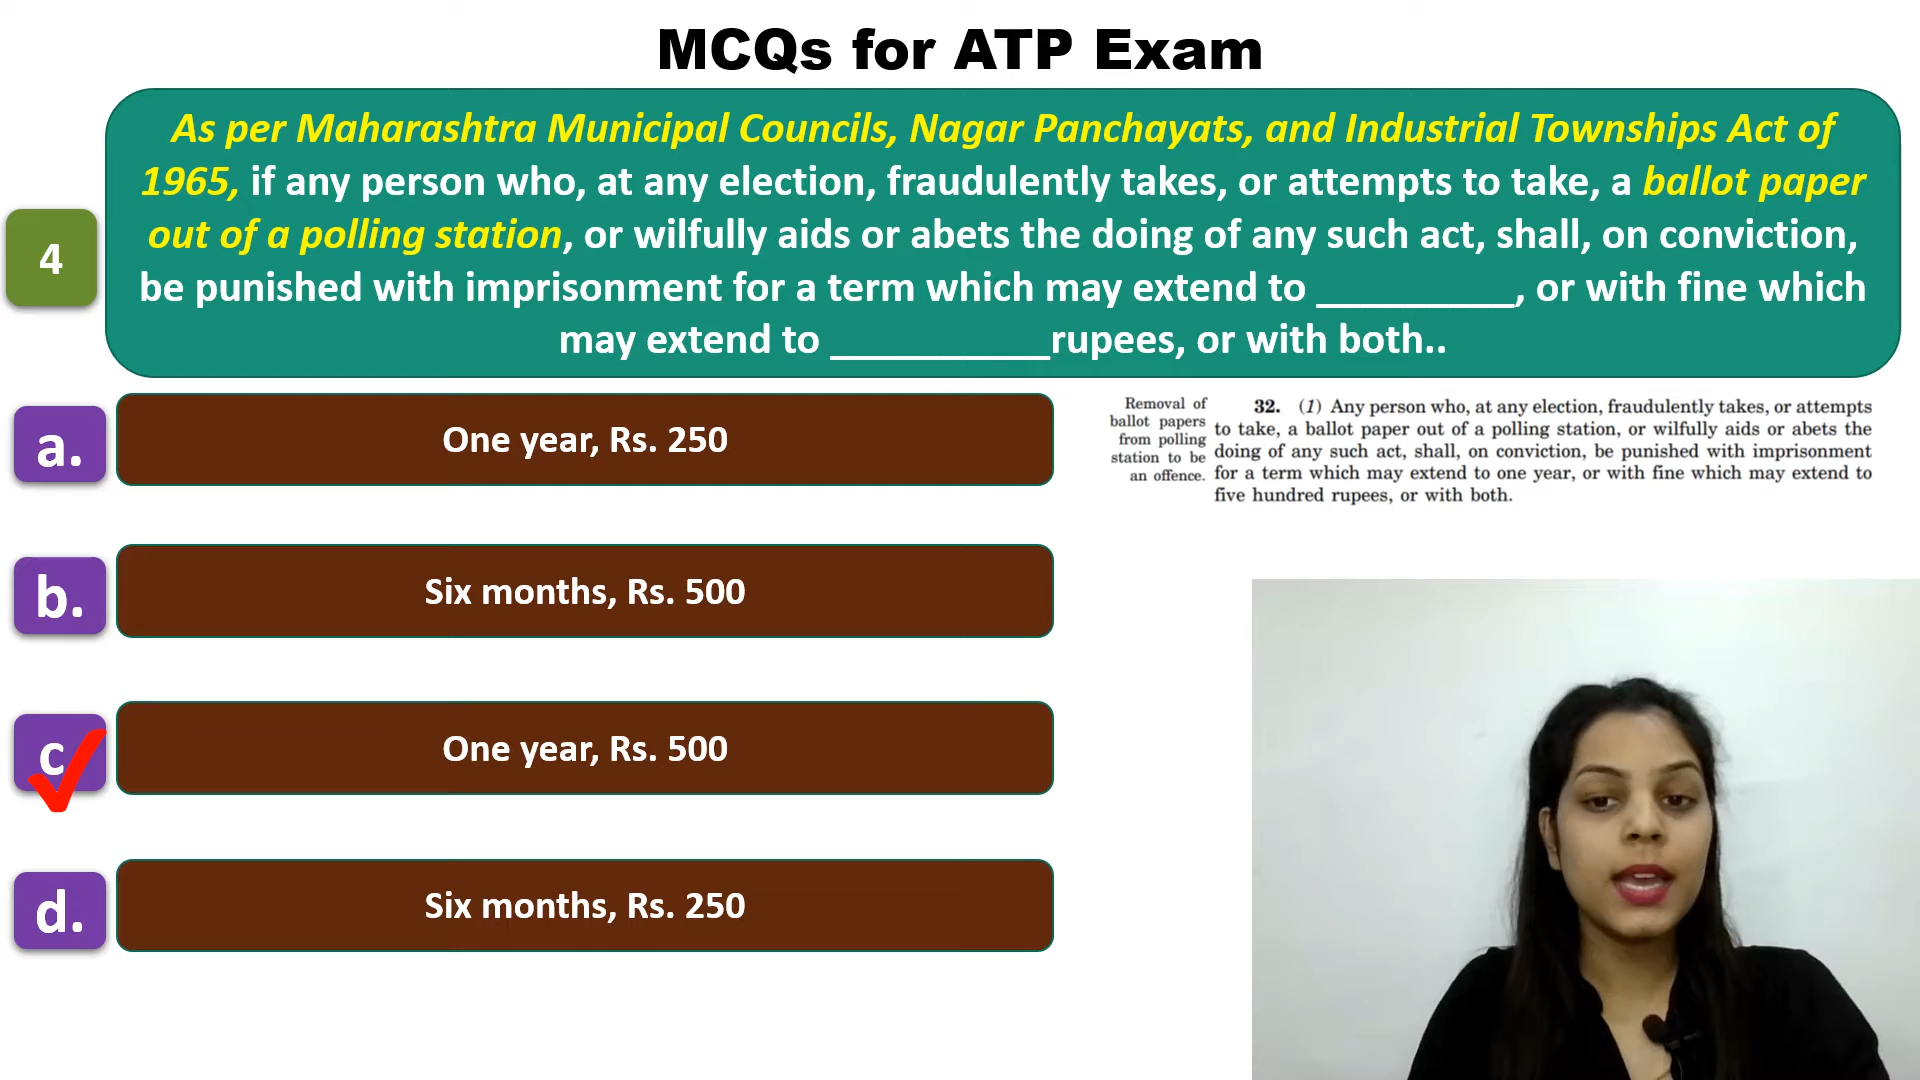 MCQs for ATP Exam
4
As per Maharashtra Municipal Councils, Nagar Panchayats, and Industrial Townships Act of
1965, if any person who, at any election, fraudulently takes, or attempts to take, a ballot paper
out of a polling station, or wilfully aids or abets the doing of any such act, shall, on conviction,
be punished with imprisonment for a term which may extend to _________, or with fine which
may extend to __________rupees, or with both..
a.
One year, Rs. 250
b.
Six months, Rs. 500
c
One year, Rs. 500
d.
Six months, Rs. 250
Removal of
ballot papers
from polling
station to be
an offence.
32. (1) Any person who, at any election, fraudulently takes, or attempts
to take, a ballot paper out of a polling station, or wilfully aids or abets the
doing of any such act, shall, on conviction, be punished with imprisonment
for a term which may extend to one year, or with fine which may extend to
five hundred rupees, or with both.